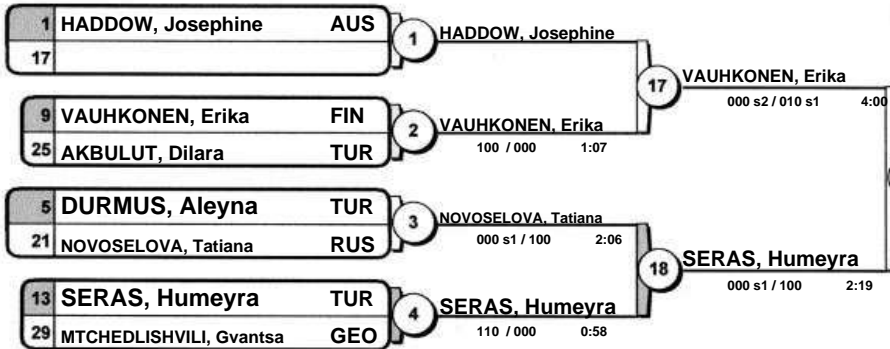 1 HADDOW, Josephine AUS
17
1
HADDOW, Josephine
9 VAUHKONEN, Erika FIN
25 AKBULUT, Dilara TUR
2
VAUHKONEN, Erika
100 / 000 1:07
17
VAUHKONEN, Erika
000 s2 / 010 s1 4:00
5 DURMUS, Aleyna TUR
21 NOVOSELOVA, Tatiana RUS
3
NOVOSELOVA, Tatiana
000 s1 / 100 2:06
13 SERAS, Humeyra TUR
29 MTCHEDLISHVILI, Gvantsa GEO
4
SERAS, Humeyra
110 / 000 0:58
18
SERAS, Humeyra
000 s1 / 100 2:19